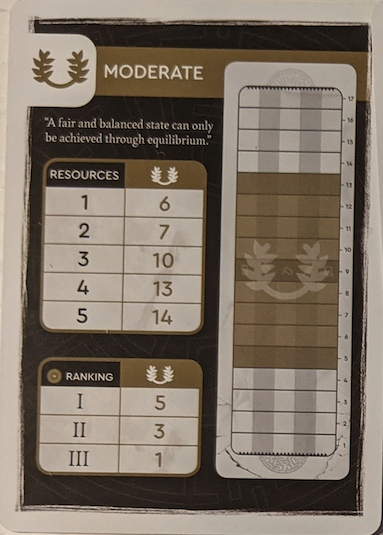 MODERATE
"A fair and balanced state can only
be achieved through equilibrium."
RESOURCES
1 6
2 7
3 10
4 13
5 14
RANKING
I 5
II 3
III 1
17
16
15
14
13
12
11
10
9
8
7
6
5
4
3
2
1